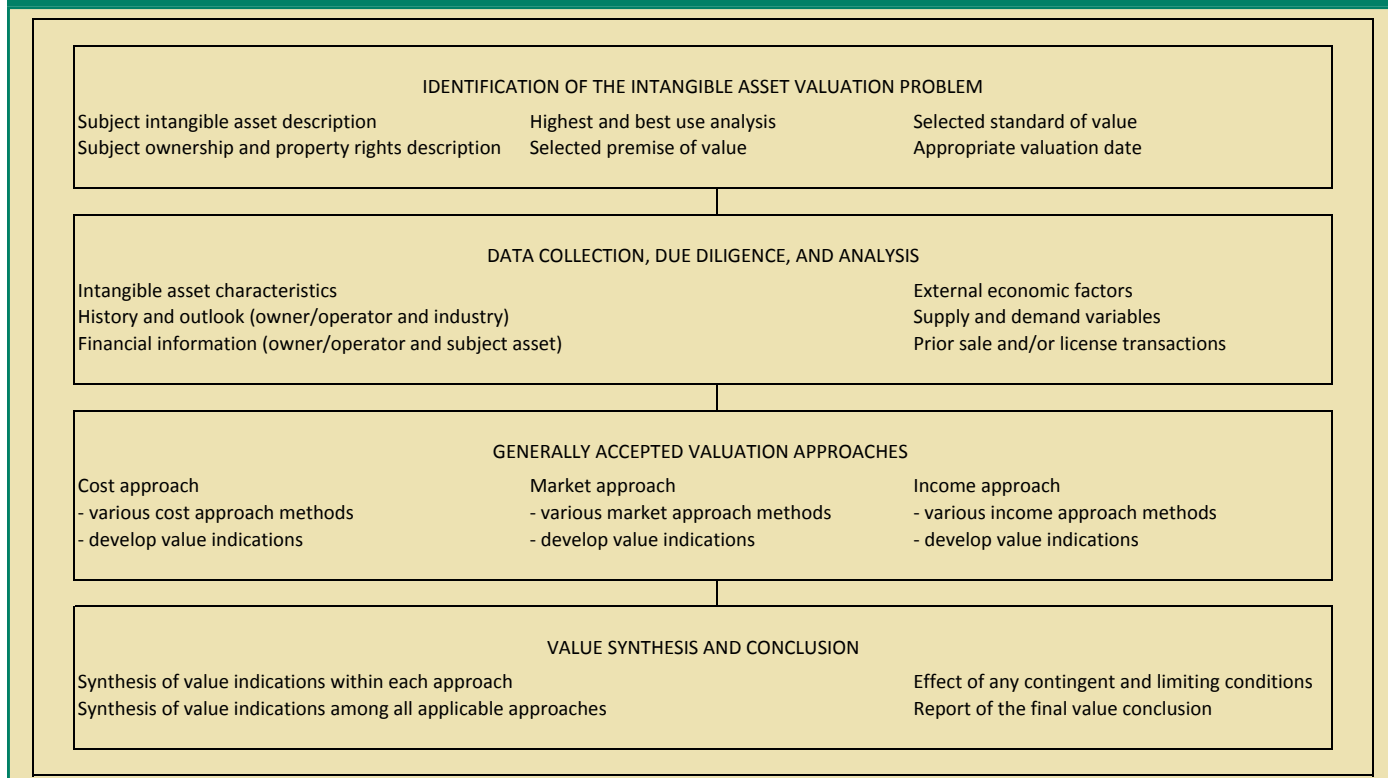 IDENTIFICATION OF THE INTANGIBLE ASSET VALUATION PROBLEM
Subject intangible asset description Highest and best use analysis Selected standard of value
Subject ownership and property rights description Selected premise of value Appropriate valuation date
DATA COLLECTION, DUE DILIGENCE, AND ANALYSIS
Intangible asset characteristics External economic factors
History and outlook (owner/operator and industry) Supply and demand variables
Financial information (owner/operator and subject asset) Prior sale and/or license transactions
GENERALLY ACCEPTED VALUATION APPROACHES
Cost approach Market approach Income approach
- various cost approach methods - various market approach methods - various income approach methods
- develop value indications - develop value indications - develop value indications
VALUE SYNTHESIS AND CONCLUSION
Synthesis of value indications within each approach Effect of any contingent and limiting conditions
Synthesis of value indications among all applicable approaches Report of the final value conclusion